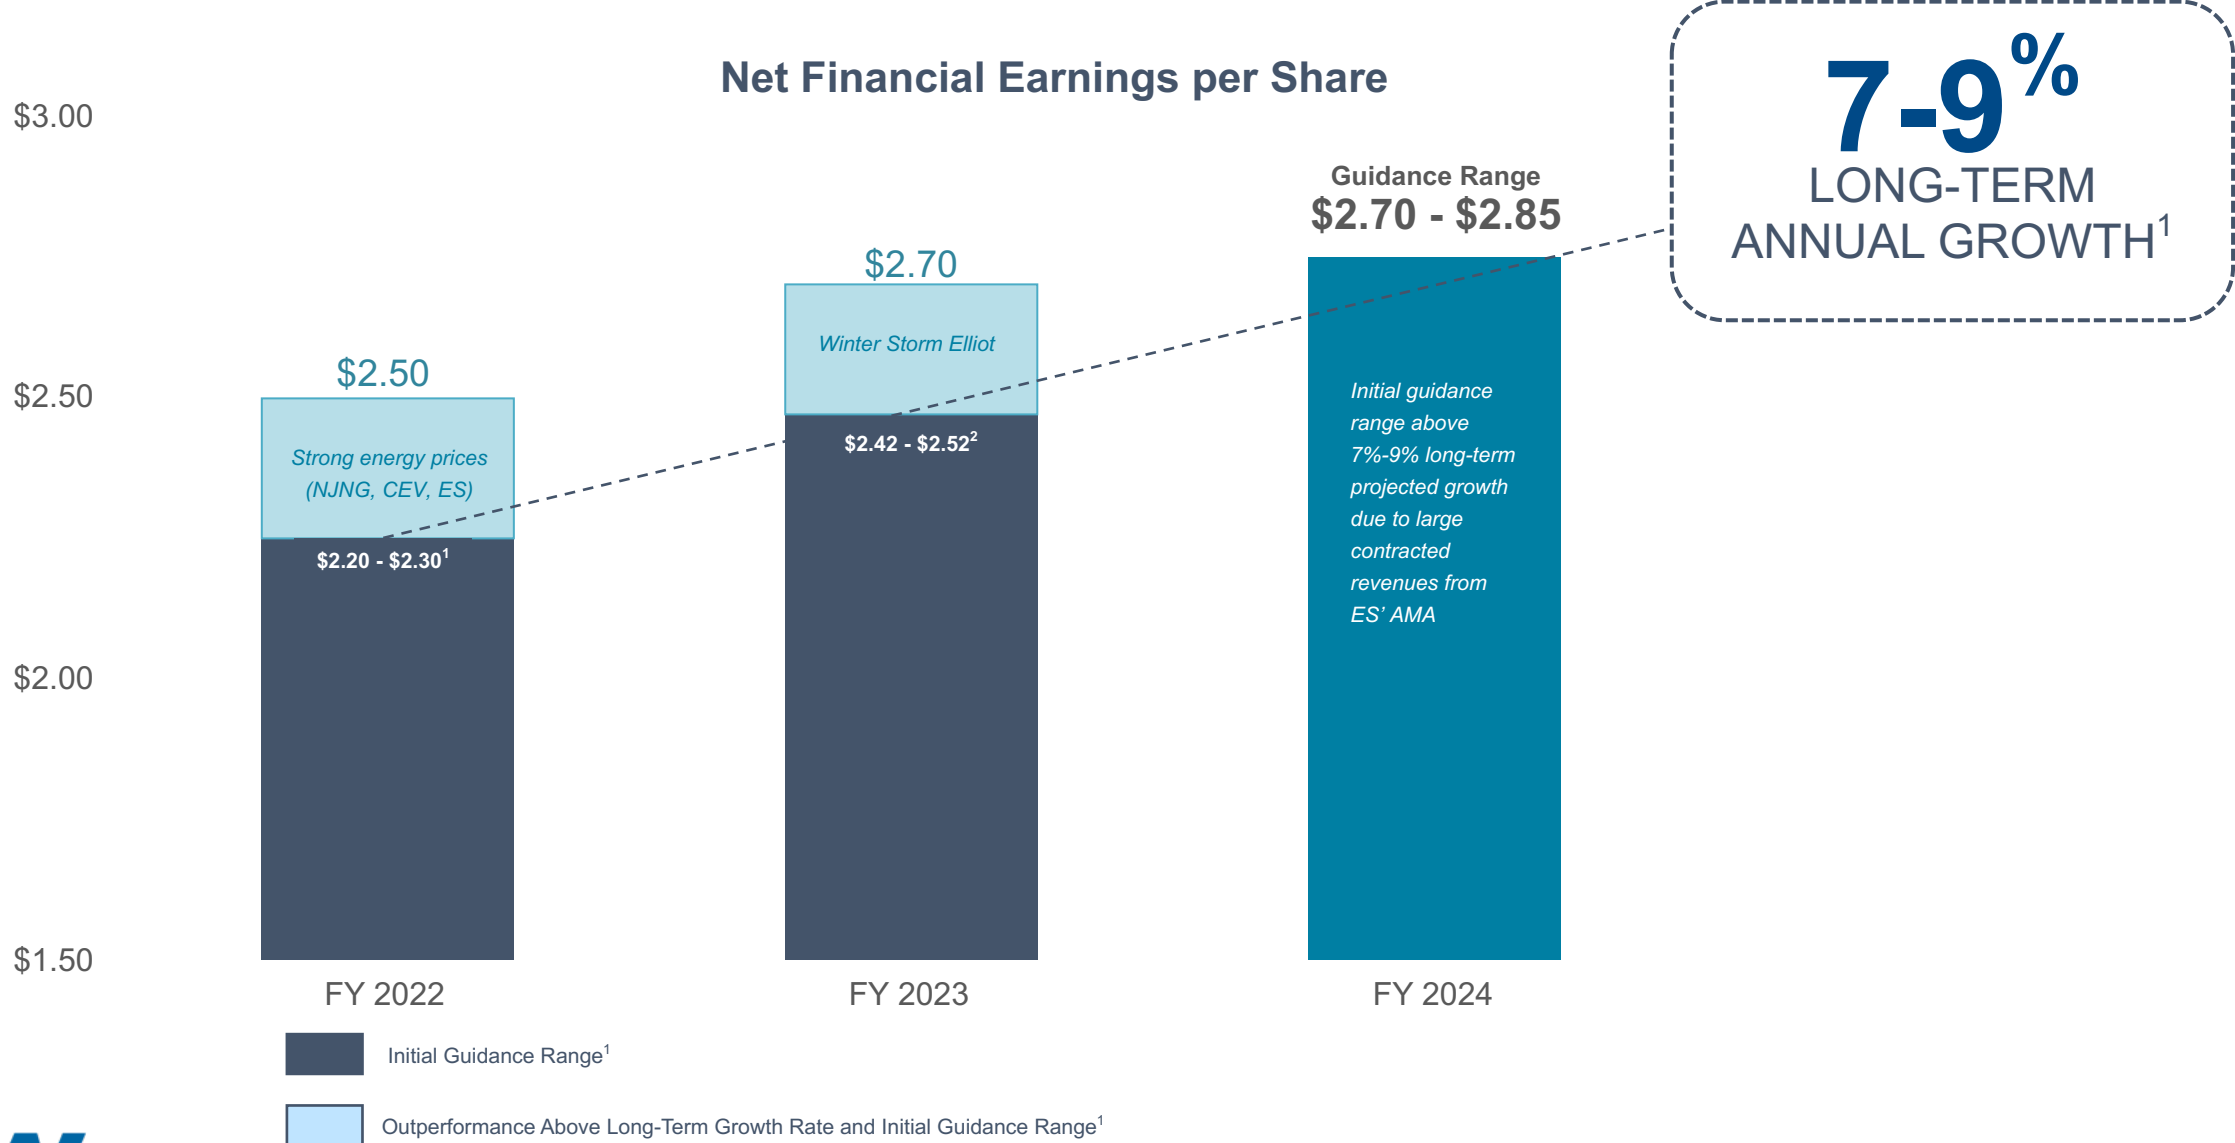 Net Financial Earnings per Share
7-9%
LONG-TERM
ANNUAL GROWTH1
$3.00
$2.50
$2.00
$1.50
$2.50
Strong energy prices
(NJNG, CEV, ES)
$2.20 - $2.301
$2.70
Winter Storm Elliot
$2.42 - $2.522
Guidance Range
$2.70 - $2.85
Initial guidance
range above
7%-9% long-term
projected growth
due to large
contracted
revenues from
ES’ AMA
FY 2022
FY 2023
FY 2024
Initial Guidance Range1
Outperformance Above Long-Term Growth Rate and Initial Guidance Range1